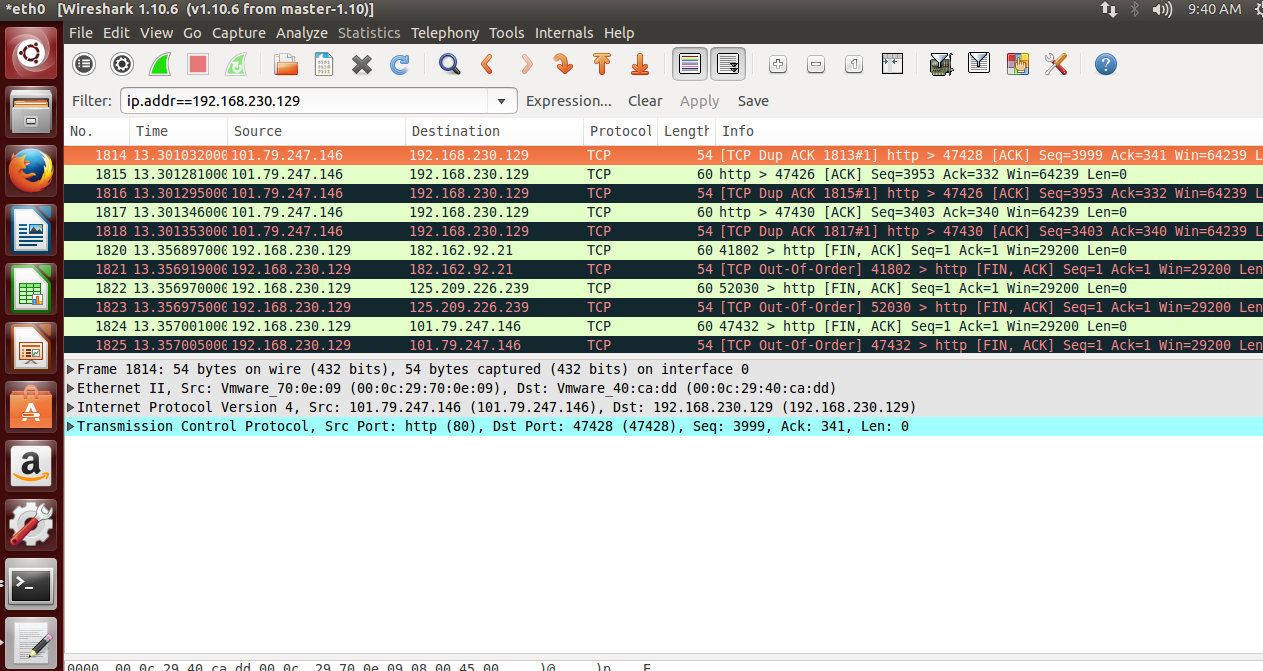 *eth0   [Wireshark 1.10.6  (v1.10.6 from master-1.10)]
9:40 AM
File Edit View Go Capture Analyze Statistics Telephony Tools Internals Help
Filter: ip.addr==192.168.230.129 Expression... Clear Apply Save
No. Time Source Destination Protocol Length Info
1814 13.301032000 101.79.247.146 192.168.230.129 TCP 54 [TCP Dup ACK 1813#1] http > 47428 [ACK] Seq=3999 Ack=341 Win=64239 L
1815 13.301281000 101.79.247.146 192.168.230.129 TCP 60 http > 47426 [ACK] Seq=3953 Ack=332 Win=64239 Len=0
1816 13.301295000 101.79.247.146 192.168.230.129 TCP 54 [TCP Dup ACK 1815#1] http > 47426 [ACK] Seq=3953 Ack=332 Win=64239 L
1817 13.301346000 101.79.247.146 192.168.230.129 TCP 60 http > 47430 [ACK] Seq=3403 Ack=340 Win=64239 Len=0
1818 13.301353000 101.79.247.146 192.168.230.129 TCP 54 [TCP Dup ACK 1817#1] http > 47430 [ACK] Seq=3403 Ack=340 Win=64239 L
1820 13.356897000 192.168.230.129 182.162.92.21 TCP 60 41802 > http [FIN, ACK] Seq=1 Ack=1 Win=29200 Len=0
1821 13.356919000 192.168.230.129 182.162.92.21 TCP 54 [TCP Out-Of-Order] 41802 > http [FIN, ACK] Seq=1 Ack=1 Win=29200 Len
1822 13.356970000 192.168.230.129 125.209.226.239 TCP 60 52030 > http [FIN, ACK] Seq=1 Ack=1 Win=29200 Len=0
1823 13.356975000 192.168.230.129 125.209.226.239 TCP 54 [TCP Out-Of-Order] 52030 > http [FIN, ACK] Seq=1 Ack=1 Win=29200 Len
1824 13.357001000 192.168.230.129 101.79.247.146 TCP 60 47432 > http [FIN, ACK] Seq=1 Ack=1 Win=29200 Len=0
1825 13.357005000 192.168.230.129 101.79.247.146 TCP 54 [TCP Out-Of-Order] 47432 > http [FIN, ACK] Seq=1 Ack=1 Win=29200 Len
Frame 1814: 54 bytes on wire (432 bits), 54 bytes captured (432 bits) on interface 0
Ethernet II, Src: Vmware_70:0e:09 (00:0c:29:70:0e:09), Dst: Vmware_40:ca:dd (00:0c:29:40:ca:dd)
Internet Protocol Version 4, Src: 101.79.247.146 (101.79.247.146), Dst: 192.168.230.129 (192.168.230.129)
Transmission Control Protocol, Src Port: http (80), Dst Port: 47428 (47428), Seq: 3999, Ack: 341, Len: 0
0000 00 0c 29 40 ca dd 00 0c 29 70 0e 09 08 00 45 00 ..)@.... )p....E.